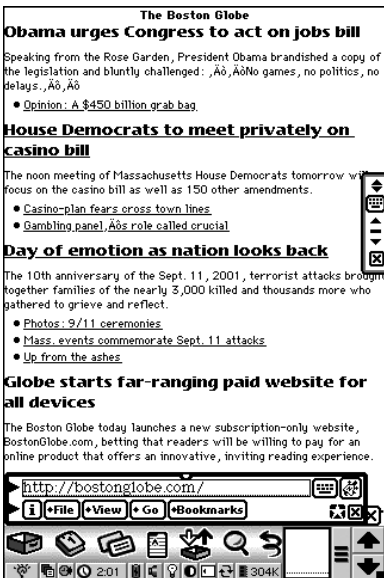 The Boston Globe
Obama urges Congress to act on jobs bill
Speaking from the Rose Garden, President Obama brandished a copy of
the legislation and bluntly challenged: ‚Äò‚ÄòNo games, no politics, no
delays.‚Äô‚Äô
• Opinion: A $450 billion grab bag
House Democrats to meet privately on
casino bill
The noon meeting of Massachusetts House Democrats tomorrow will
focus on the casino bill as well as 150 other amendments.
• Casino-plan fears cross town lines
• Gambling panel‚Äôs role called crucial
Day of emotion as nation looks back
The 10th anniversary of the Sept. 11, 2001, terrorist attacks brought
together families of the nearly 3,000 killed and thousands more who
gathered to grieve and reflect.
• Photos: 9/11 ceremonies
• Mass. events commemorate Sept. 11 attacks
• Up from the ashes
Globe starts far-ranging paid website for
all devices
The Boston Globe today launches a new subscription-only website,
BostonGlobe.com, betting that readers will be willing to pay for an
online product that offers an innovative, inviting reading experience.
http://bostonglobe.com/
i •File •View • Go •Bookmarks
2:01 304K